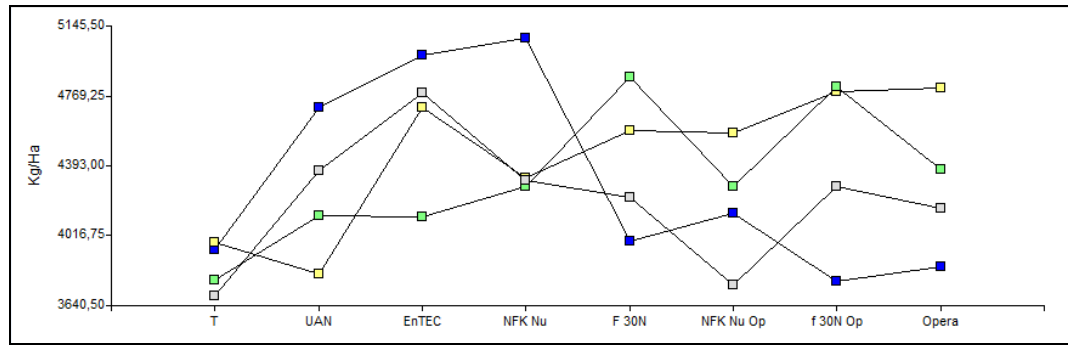 5145,50
4769,25
4393,00
4016,75
3640,50
Kg/Ha
T UAN EnTEC NFK Nu F 30N NFK Nu Op f 30N Op Opera